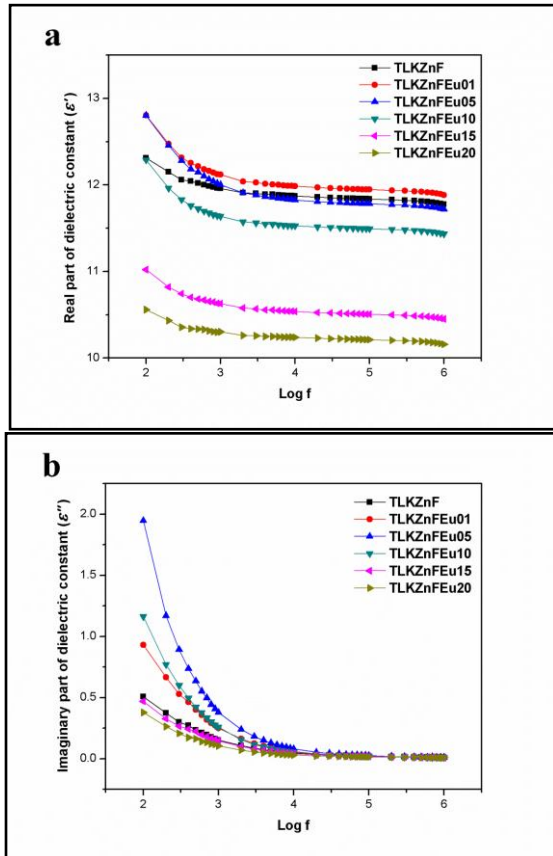 a
TLKZnF
TLKZnFEu01
TLKZnFEu05
TLKZnFEu10
TLKZnFEu15
TLKZnFEu20
Real part of dielectric constant (ε′)
13
12
11
10
2 3 4 5 6
Log f
b
TLKZnF
TLKZnFEu01
TLKZnFEu05
TLKZnFEu10
TLKZnFEu15
TLKZnFEu20
Imaginary part of dielectric constant (ε″)
2.0
1.5
1.0
0.5
0.0
2 3 4 5 6
Log f